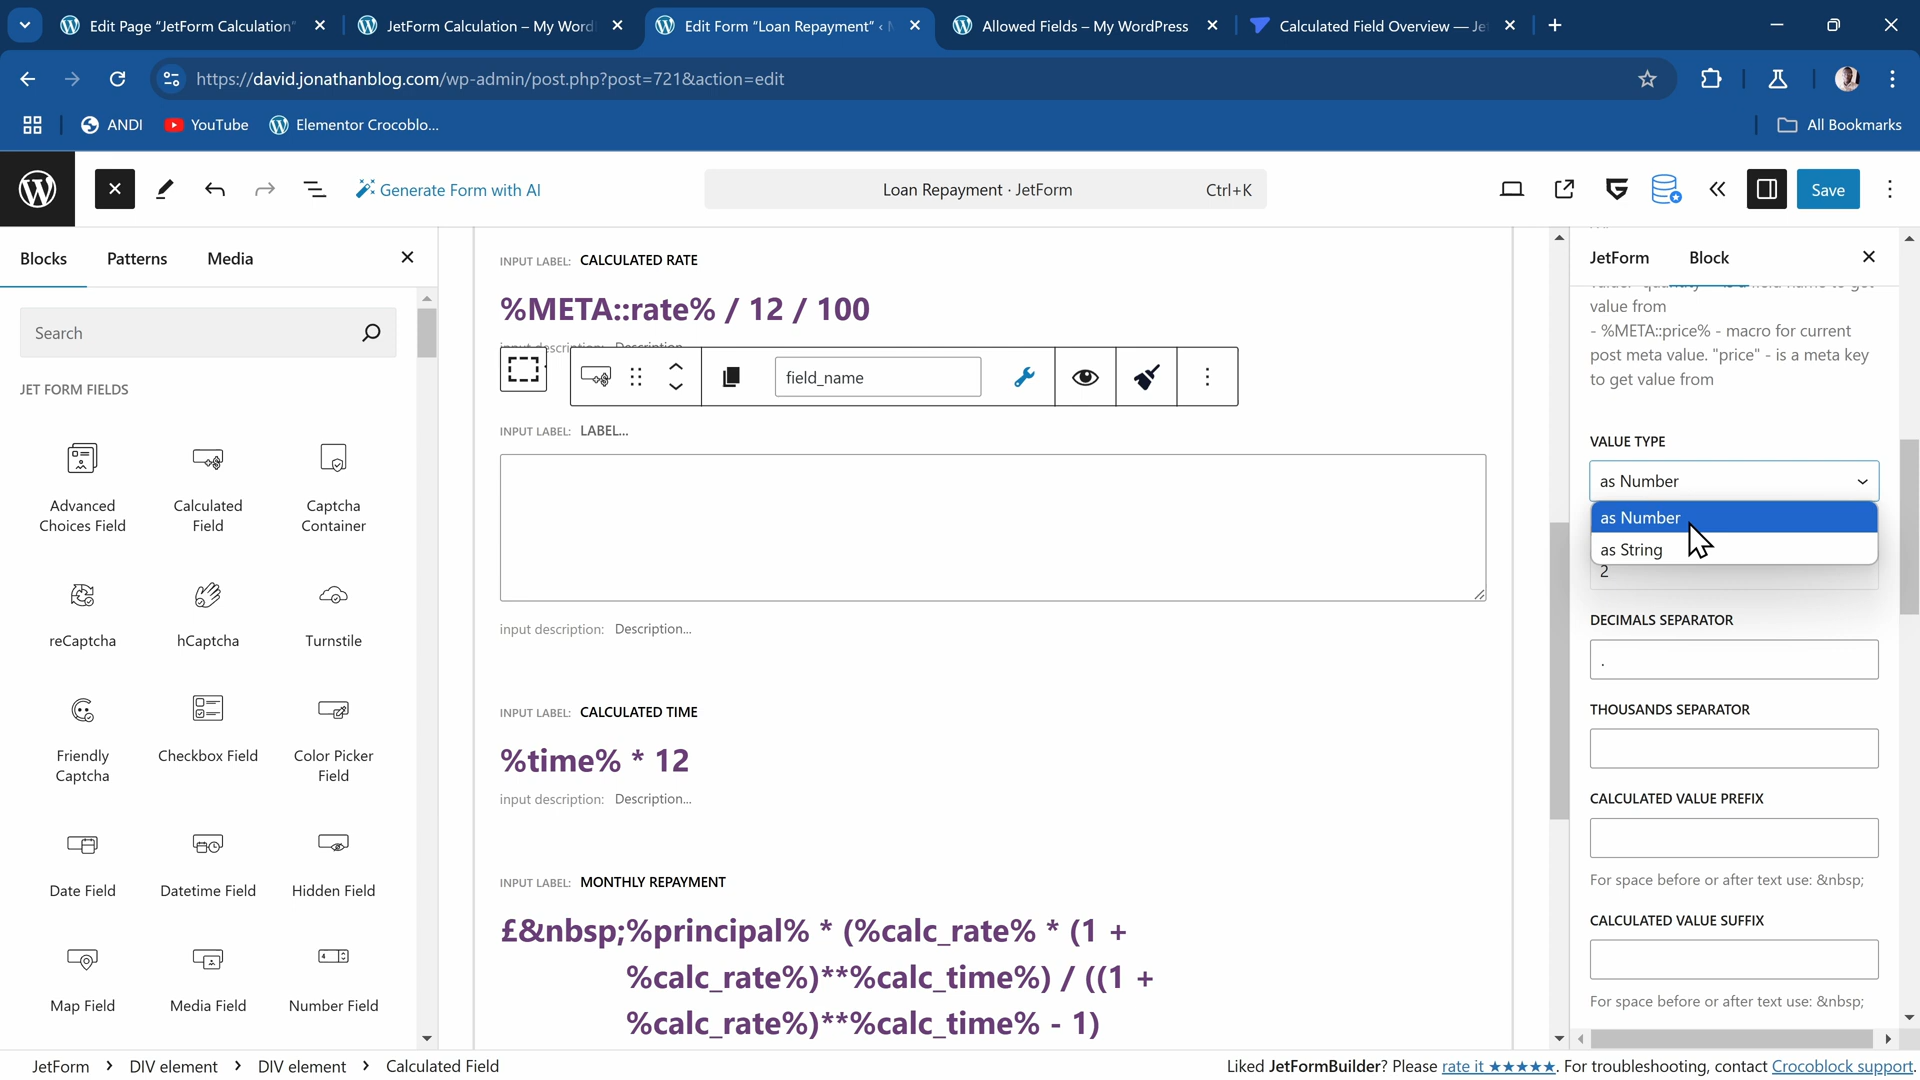 Edit Page "JetForm Calculation"
JetForm Calculation – My Word
Edit Form "Loan Repayment" ‹
Allowed Fields – My WordPress
Calculated Field Overview — Je
https://david.jonathanblog.com/wp-admin/post.php?post=721&action=edit
ANDI
YouTube
Elementor Crocoblo...
All Bookmarks
Generate Form with AI
Loan Repayment · JetForm
Ctrl+K
Save
Blocks
Patterns
Media
Search
JET FORM FIELDS
Advanced
Choices Field
Calculated
Field
Captcha
Container
reCaptcha
hCaptcha
Turnstile
Friendly
Captcha
Checkbox Field
Color Picker
Field
Date Field
Datetime Field
Hidden Field
Map Field
Media Field
Number Field
INPUT LABEL: CALCULATED RATE
%META::rate% / 12 / 100
field_name
INPUT LABEL: LABEL...
input description: Description...
INPUT LABEL: CALCULATED TIME
%time% * 12
input description: Description...
INPUT LABEL: MONTHLY REPAYMENT
£&nbsp;%principal% * (%calc_rate% * (1 +
%calc_rate%)**%calc_time%) / ((1 +
%calc_rate%)**%calc_time% - 1)
JetForm
Block
value from
- %META::price% - macro for current
post meta value. "price" - is a meta key
to get value from
VALUE TYPE
as Number
as Number
as String
2
DECIMALS SEPARATOR
.
THOUSANDS SEPARATOR
CALCULATED VALUE PREFIX
For space before or after text use: &nbsp;
CALCULATED VALUE SUFFIX
For space before or after text use: &nbsp;
JetForm
DIV element
DIV element
Calculated Field
Liked JetFormBuilder? Please rate it ★★★★★. For troubleshooting, contact Crocoblock support.